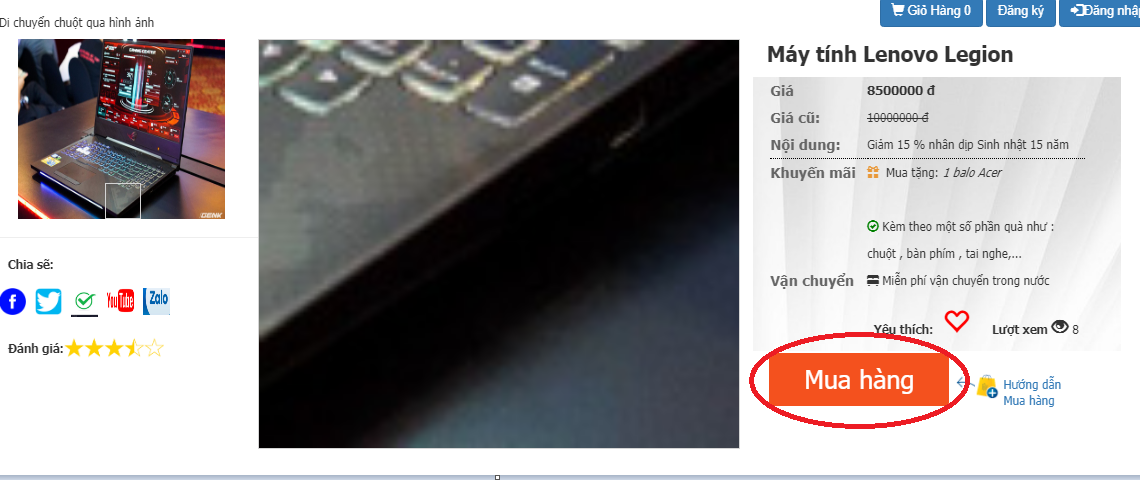 Giỏ Hàng 0 Đăng ký Đăng nhập
Di chuyển chuột qua hình ảnh
Máy tính Lenovo Legion
Giá 8500000 đ
Giá cũ: 10000000 đ
Nội dung: Giảm 15 % nhân dịp Sinh nhật 15 năm
Khuyến mãi Mua tặng: 1 balo Acer
Kèm theo một số phần quà như :
chuột , bàn phím , tai nghe,...
Vận chuyển Miễn phí vận chuyển trong nước
Yêu thích: Lượt xem 8
Chia sẽ:
f YouTube Zalo
Đánh giá:
Mua hàng
Hướng dẫn
Mua hàng